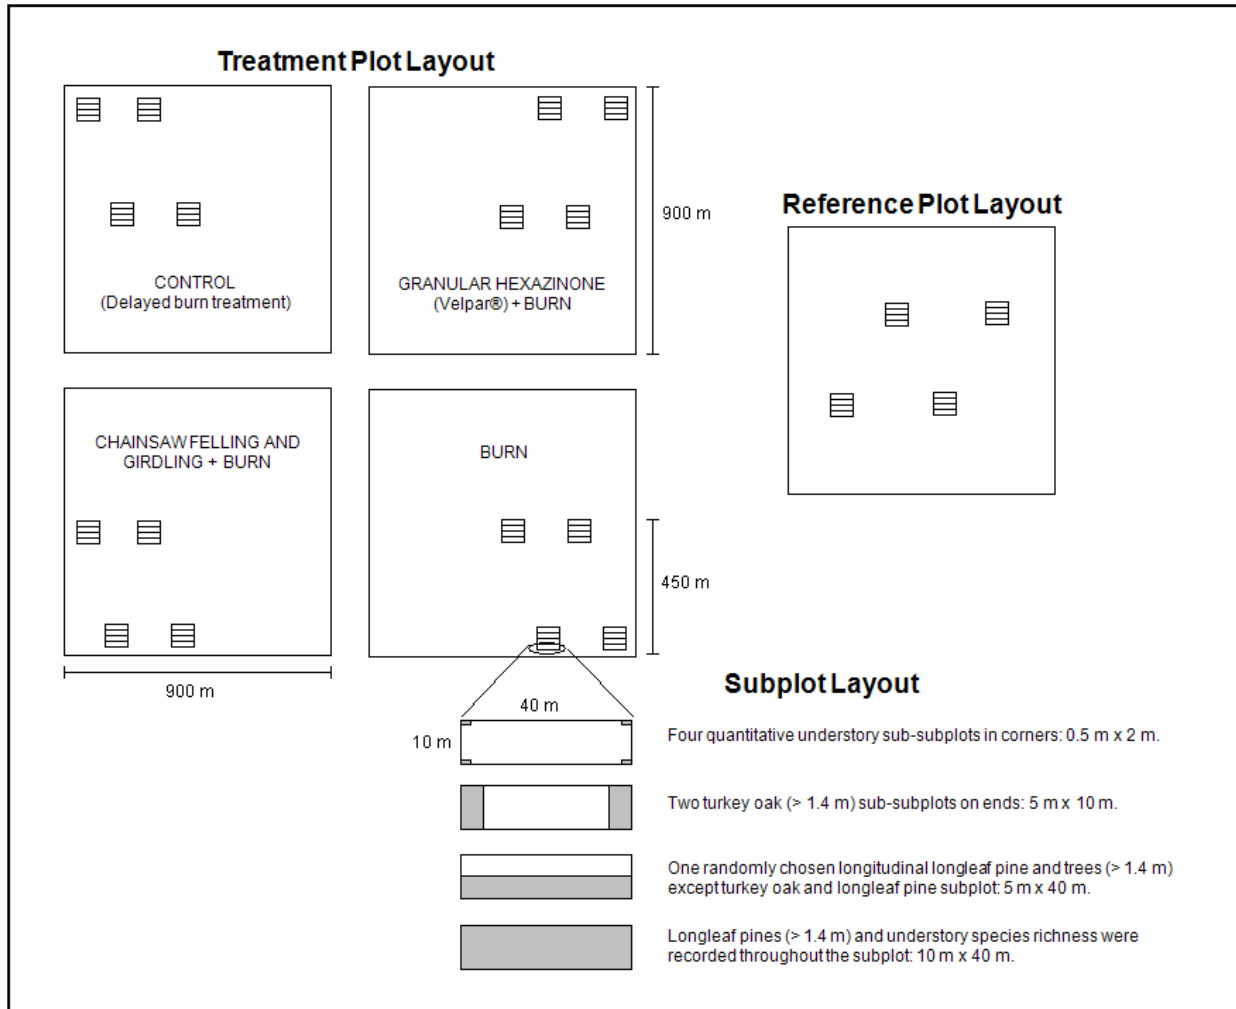 Treatment Plot Layout
CONTROL
(Delayed burn treatment)
GRANULAR HEXAZINONE
(Velpar®) + BURN
900 m
Reference Plot Layout
CHAINSAW FELLING AND
GIRDLING + BURN
BURN
450 m
900 m
Subplot Layout
40 m
10 m
Four quantitative understory sub-subplots in corners: 0.5 m x 2 m.
Two turkey oak (> 1.4 m) sub-subplots on ends: 5 m x 10 m.
One randomly chosen longitudinal longleaf pine and trees (> 1.4 m)
except turkey oak and longleaf pine subplot: 5 m x 40 m.
Longleaf pines (> 1.4 m) and understory species richness were
recorded throughout the subplot: 10 m x 40 m.